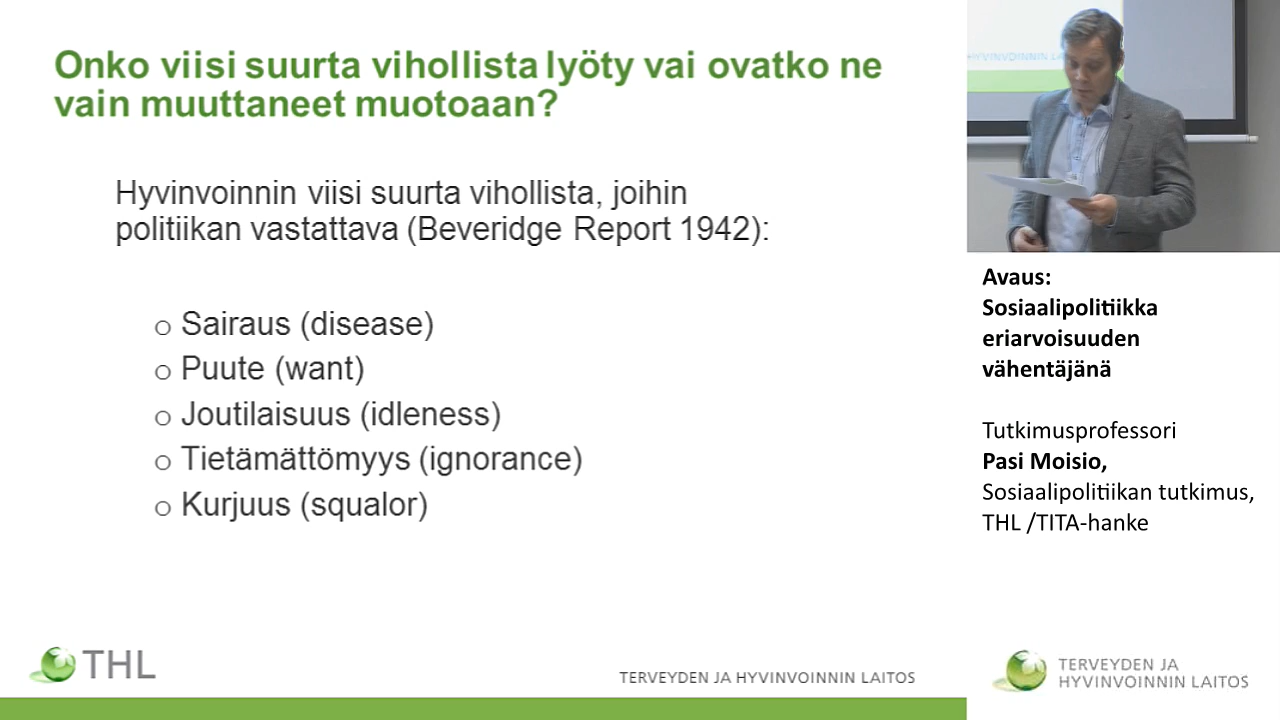 Onko viisi suurta vihollista lyöty vai ovatko ne
vain muuttaneet muotoaan?
Hyvinvoinnin viisi suurta vihollista, joihin
politiikan vastattava (Beveridge Report 1942):
o Sairaus (disease)
o Puute (want)
o Joutilaisuus (idleness)
o Tietämättömyys (ignorance)
o Kurjuus (squalor)
THL
TERVEYDEN JA HYVINVOINNIN LAITOS
HYVINVOINNIN LA
Avaus:
Sosiaalipolitiikka
eriarvoisuuden
vähentäjänä
Tutkimusprofessori
Pasi Moisio,
Sosiaalipolitiikan tutkimus,
THL /TITA-hanke
TERVEYDEN JA
HYVINVOINNIN LAITOS